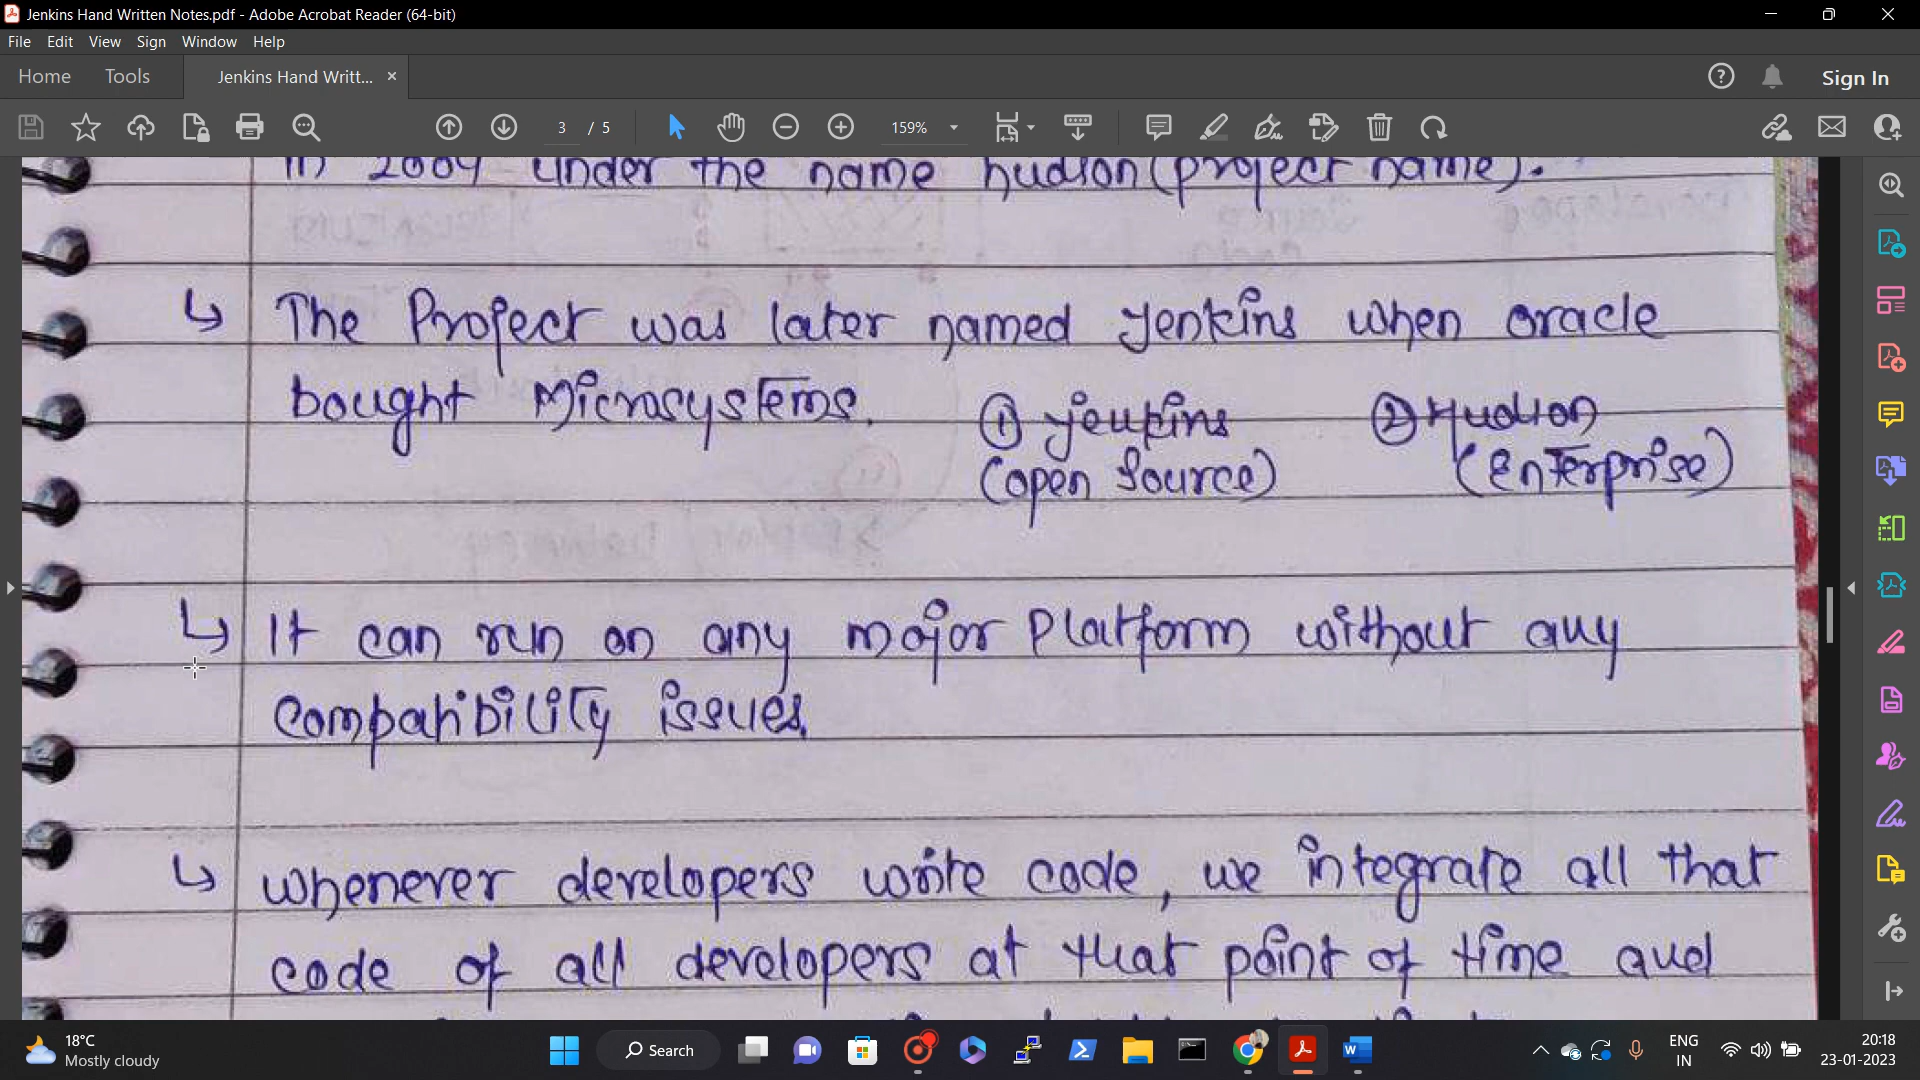 Jenkins Hand Written Notes.pdf - Adobe Acrobat Reader (64-bit)
File Edit View Sign Window Help
Home Tools Jenkins Hand Writt... × Sign In
3 / 5 159%
in 2004 under the name hudson (project name).
↳ The Project was later named Jenkins when oracle
bought Microsystems.
① Jenkins ② Hudson
(open source) (Enterprise)
↳ It can run on any major Platform without any
compatibility issues.
↳ whenever developers write code, we integrate all that
code of all developers at that point of time and
18°C
Mostly cloudy
Search
ENG
IN
20:18
23-01-2023